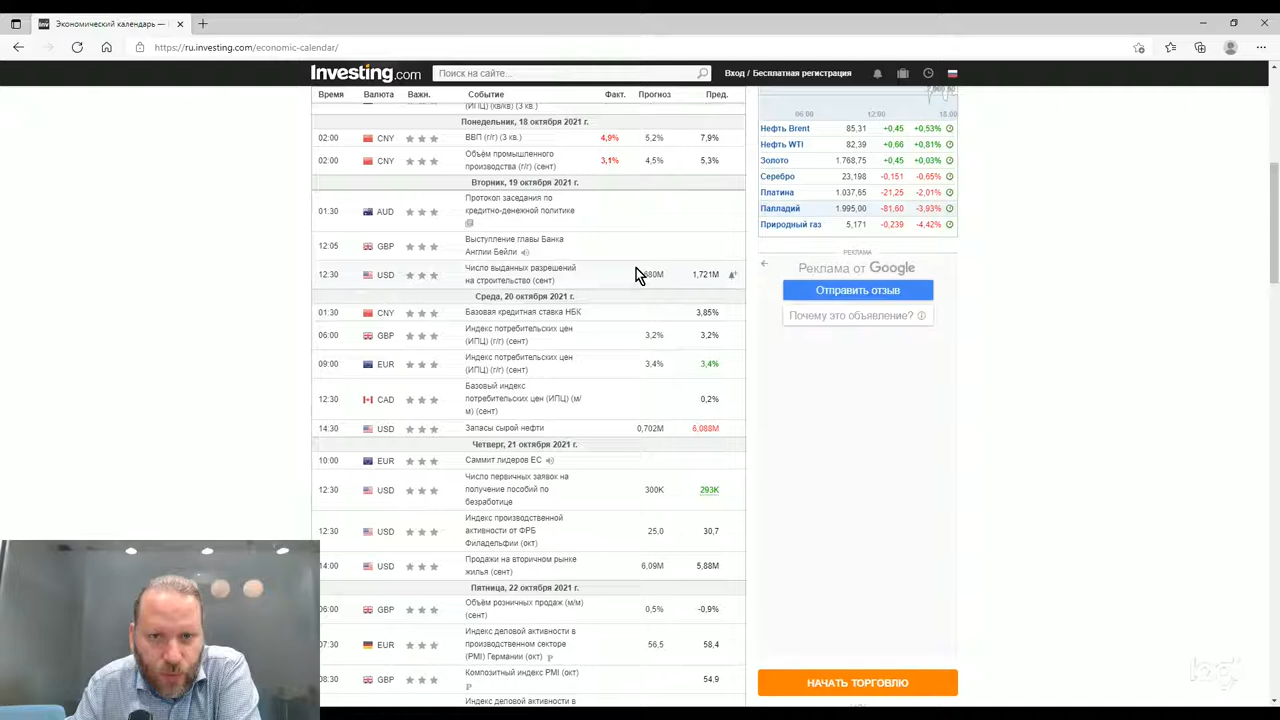 Экономический календарь —
https://ru.investing.com/economic-calendar/
Investing.com
Поиск на сайте...
Вход / Бесплатная регистрация
Время Валюта Важн. Событие Факт. Прогноз Пред.
(ИПЦ) (кв/кв) (3 кв.)
Понедельник, 18 октября 2021 г.
02:00 CNY ВВП (г/г) (3 кв.) 4,9% 5,2% 7,9%
02:00 CNY Объём промышленного 3,1% 4,5% 5,3%
производства (г/г) (сент)
Вторник, 19 октября 2021 г.
01:30 AUD Протокол заседания по
кредитно-денежной политике
12:05 GBP Выступление главы Банка
Англии Бейли
12:30 USD Число выданных разрешений 1,721M
на строительство (сент)
Среда, 20 октября 2021 г.
01:30 CNY Базовая кредитная ставка НБК 3,85%
06:00 GBP Индекс потребительских цен 3,2% 3,2%
(ИПЦ) (г/г) (сент)
09:00 EUR Индекс потребительских цен 3,4% 3,4%
(ИПЦ) (г/г) (сент)
12:30 CAD Базовый индекс 0,2%
потребительских цен (ИПЦ) (м/
м) (сент)
14:30 USD Запасы сырой нефти 0,702M 6,088M
Четверг, 21 октября 2021 г.
10:00 EUR Саммит лидеров ЕС
12:30 USD Число первичных заявок на 300K 293K
получение пособий по
безработице
12:30 USD Индекс производственной 25,0 30,7
активности от ФРБ
Филадельфии (окт)
14:00 USD Продажи на вторичном рынке 6,09M 5,88M
жилья (сент)
Пятница, 22 октября 2021 г.
06:00 GBP Объём розничных продаж (м/м) 0,5% -0,9%
(сент)
07:30 EUR Индекс деловой активности в 56,5 58,4
производственном секторе
(PMI) Германии (окт)
08:30 GBP Композитный индекс PMI (окт) 54,9
Индекс деловой активности в
06:00 12:00 18:00
Нефть Brent 85,31 +0,45 +0,53%
Нефть WTI 82,39 +0,66 +0,81%
Золото 1.768,75 +0,45 +0,03%
Серебро 23,198 -0,151 -0,65%
Платина 1.037,65 -21,25 -2,01%
Палладий 1.995,00 -81,60 -3,93%
Природный газ 5,171 -0,239 -4,42%
РЕКЛАМА
Реклама от Google
Отправить отзыв
Почему это объявление?
НАЧАТЬ ТОРГОВЛЮ